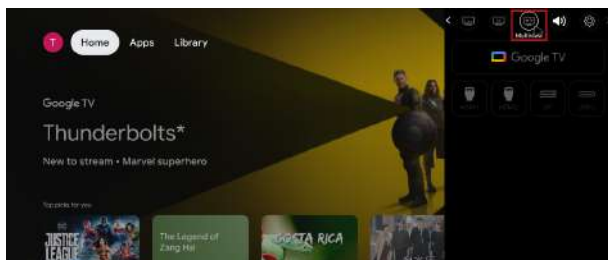 T
Home
Apps
Library
Google TV
Google TV
Thunderbolts*
New to stream • Marvel superhero
Top picks for you
DC
JUSTICE LEAGUE
The Legend of
Zang Hai
COSTA RICA